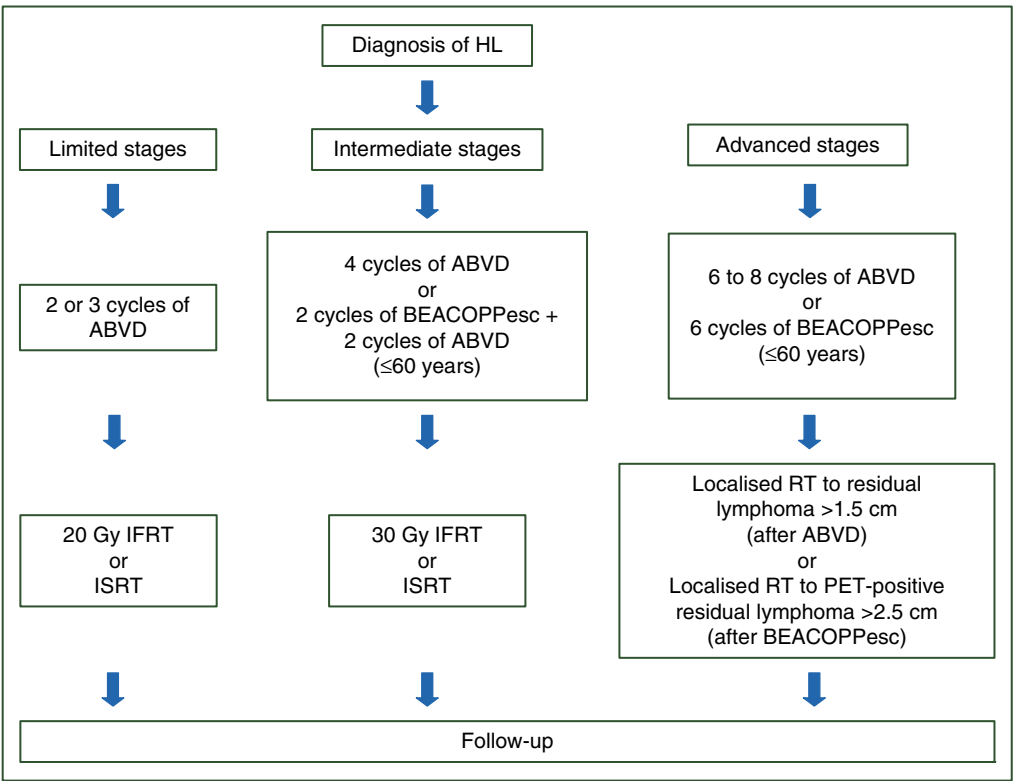 Diagnosis of HL
Limited stages
Intermediate stages
Advanced stages
2 or 3 cycles of
ABVD
4 cycles of ABVD
or
2 cycles of BEACOPPesc +
2 cycles of ABVD
(≤60 years)
6 to 8 cycles of ABVD
or
6 cycles of BEACOPPesc
(≤60 years)
20 Gy IFRT
or
ISRT
30 Gy IFRT
or
ISRT
Localised RT to residual
lymphoma >1.5 cm
(after ABVD)
or
Localised RT to PET-positive
residual lymphoma >2.5 cm
(after BEACOPPesc)
Follow-up